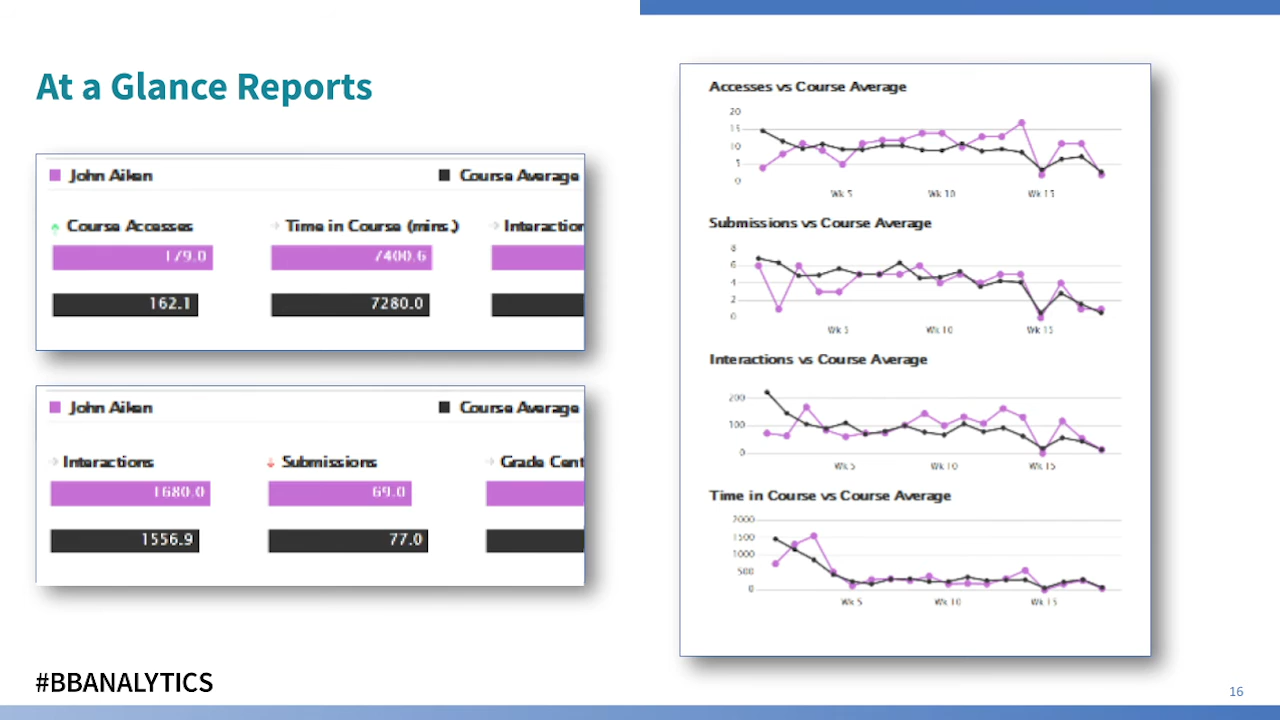 At a Glance Reports
John Aiken
Course Average
Course Accesses
Time in Course (mins.)
179.0
7400.6
162.1
7280.0
John Aiken
Course Average
Interactions
Submissions
1680.0
69.0
1556.9
77.0
Accesses vs Course Average
20
15
10
5
0
Wk 5
Wk 10
Wk 15
Submissions vs Course Average
8
6
4
2
0
Wk 5
Wk 10
Wk 15
Interactions vs Course Average
200
100
0
Wk 5
Wk 10
Wk 15
Time in Course vs Course Average
2000
1500
1000
500
0
Wk 5
Wk 10
Wk 15
#BBANALYTICS
16